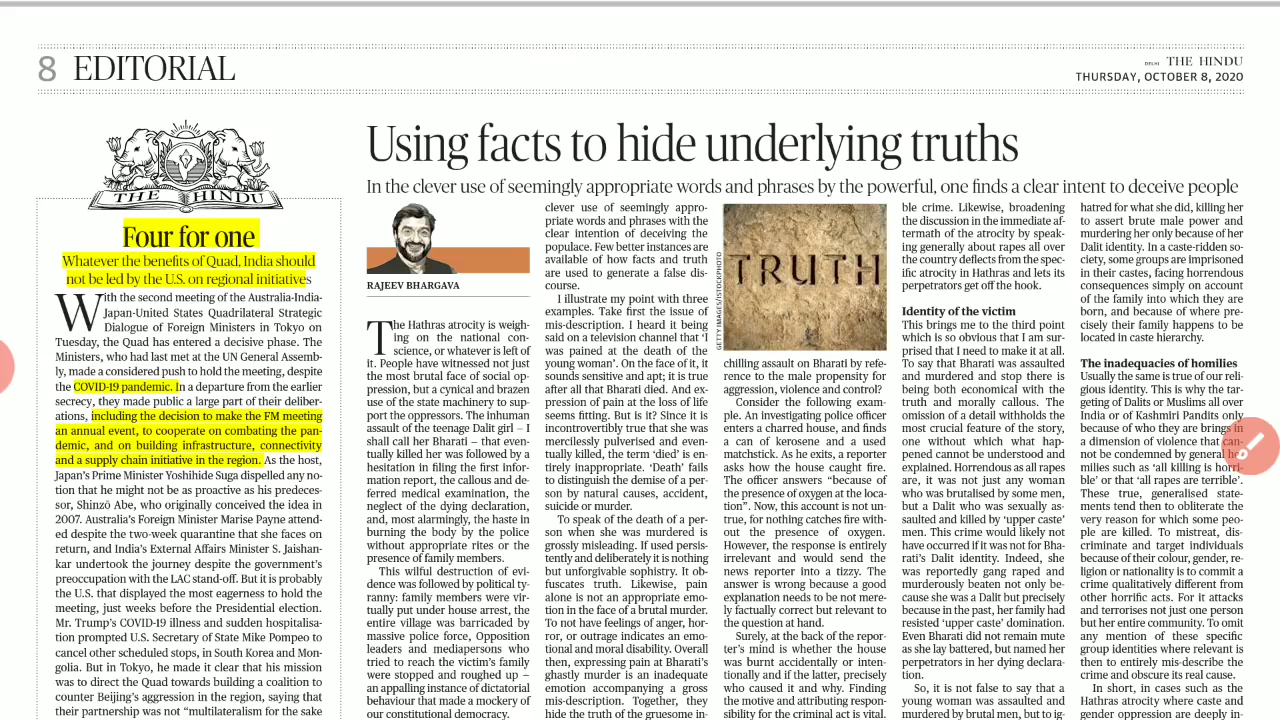 8 EDITORIAL
DELHI THE HINDU
THURSDAY, OCTOBER 8, 2020
THE HINDU
Four for one
Whatever the benefits of Quad, India should
not be led by the U.S. on regional initiatives
With the second meeting of the Australia-India-
Japan-United States Quadrilateral Strategic
Dialogue of Foreign Ministers in Tokyo on
Tuesday, the Quad has entered a decisive phase. The
Ministers, who had last met at the UN General Assemb-
ly, made a considered push to hold the meeting, despite
the COVID-19 pandemic. In a departure from the earlier
secrecy, they made public a large part of their deliber-
ations, including the decision to make the FM meeting
an annual event, to cooperate on combating the pan-
demic, and on building infrastructure, connectivity
and a supply chain initiative in the region. As the host,
Japan's Prime Minister Yoshihide Suga dispelled any no-
tion that he might not be as proactive as his predeces-
sor, Shinzō Abe, who originally conceived the idea in
2007. Australia's Foreign Minister Marise Payne attend-
ed despite the two-week quarantine that she faces on
return, and India's External Affairs Minister S. Jaishan-
kar undertook the journey despite the government's
preoccupation with the LAC stand-off. But it is probably
the U.S. that displayed the most eagerness to hold the
meeting, just weeks before the Presidential election.
Mr. Trump's COVID-19 illness and sudden hospitalisa-
tion prompted U.S. Secretary of State Mike Pompeo to
cancel other scheduled stops, in South Korea and Mon-
golia. But in Tokyo, he made it clear that his mission
was to direct the Quad towards building a coalition to
counter Beijing's aggression in the region, saying that
their partnership was not “multilateralism for the sake
Using facts to hide underlying truths
In the clever use of seemingly appropriate words and phrases by the powerful, one finds a clear intent to deceive people
RAJEEV BHARGAVA
The Hathras atrocity is weigh-
ing on the national con-
science, or whatever is left of
it. People have witnessed not just
the most brutal face of social op-
pression, but a cynical and brazen
use of the state machinery to sup-
port the oppressors. The inhuman
assault of the teenage Dalit girl – I
shall call her Bharati – that even-
tually killed her was followed by a
hesitation in filing the first infor-
mation report, the callous and de-
ferred medical examination, the
neglect of the dying declaration,
and, most alarmingly, the haste in
burning the body by the police
without appropriate rites or the
presence of family members.
This wilful destruction of evi-
dence was followed by political ty-
ranny: family members were vir-
tually put under house arrest, the
entire village was barricaded by
massive police force, Opposition
leaders and mediapersons who
tried to reach the victim's family
were stopped and roughed up –
an appalling instance of dictatorial
behaviour that made a mockery of
our constitutional democracy.
clever use of seemingly appro-
priate words and phrases with the
clear intention of deceiving the
populace. Few better instances are
available of how facts and truth
are used to generate a false dis-
course.
I illustrate my point with three
examples. Take first the issue of
mis-description. I heard it being
said on a television channel that ‘I
was pained at the death of the
young woman’. On the face of it, it
sounds sensitive and apt; it is true
after all that Bharati died. And ex-
pression of pain at the loss of life
seems fitting. But is it? Since it is
incontrovertibly true that she was
mercilessly pulverised and even-
tually killed, the term ‘died’ is en-
tirely inappropriate. ‘Death’ fails
to distinguish the demise of a per-
son by natural causes, accident,
suicide or murder.
To speak of the death of a per-
son when she was murdered is
grossly misleading. If used persis-
tently and deliberately it is nothing
but unforgivable sophistry. It ob-
fuscates truth. Likewise, pain
alone is not an appropriate emo-
tion in the face of a brutal murder.
To not have feelings of anger, hor-
ror, or outrage indicates an emo-
tional and moral disability. Overall
then, expressing pain at Bharati's
ghastly murder is an inadequate
emotion accompanying a gross
mis-description. Together, they
hide the truth of the gruesome in-
TRUTH
GETTY IMAGES/ISTOCKPHOTO
chilling assault on Bharati by refe-
rence to the male propensity for
aggression, violence and control?
Consider the following exam-
ple. An investigating police officer
enters a charred house, and finds
a can of kerosene and a used
matchstick. As he exits, a reporter
asks how the house caught fire.
The officer answers “because of
the presence of oxygen at the loca-
tion”. Now, this account is not un-
true, for nothing catches fire with-
out the presence of oxygen.
However, the response is entirely
irrelevant and would send the
news reporter into a tizzy. The
answer is wrong because a good
explanation needs to be not mere-
ly factually correct but relevant to
the question at hand.
Surely, at the back of the repor-
ter's mind is whether the house
was burnt accidentally or inten-
tionally and if the latter, precisely
who caused it and why. Finding
the motive and attributing respon-
sibility for the criminal act is vital.
ble crime. Likewise, broadening
the discussion in the immediate af-
termath of the atrocity by speak-
ing generally about rapes all over
the country deflects from the spec-
ific atrocity in Hathras and lets its
perpetrators get off the hook.
Identity of the victim
This brings me to the third point
which is so obvious that I am sur-
prised that I need to make it at all.
To say that Bharati was assaulted
and murdered and stop there is
being both economical with the
truth and morally callous. The
omission of a detail withholds the
most crucial feature of the story,
one without which what hap-
pened cannot be understood and
explained. Horrendous as all rapes
are, it was not just any woman
who was brutalised by some men,
but a Dalit who was sexually as-
saulted and killed by ‘upper caste’
men. This crime would likely not
have occurred if it was not for Bha-
rati's Dalit identity. Indeed, she
was reportedly gang raped and
murderously beaten not only be-
cause she was a Dalit but precisely
because in the past, her family had
resisted ‘upper caste’ domination.
Even Bharati did not remain mute
as she lay battered, but named her
perpetrators in her dying declara-
tion.
So, it is not false to say that a
young woman was assaulted and
murdered by brutal men, but to ig-
hatred for what she did, killing her
to assert brute male power and
murdering her only because of her
Dalit identity. In a caste-ridden so-
ciety, some groups are imprisoned
in their castes, facing horrendous
consequences simply on account
of the family into which they are
born, and because of where pre-
cisely their family happens to be
located in caste hierarchy.
The inadequacies of homilies
Usually the same is true of our reli-
gious identity. This is why the tar-
geting of Dalits or Muslims all over
India or of Kashmiri Pandits only
because of who they are brings in
a dimension of violence that can-
not be condemned by general ho-
milies such as ‘all killing is horri-
ble’ or that ‘all rapes are terrible’.
These true, generalised state-
ments tend then to obliterate the
very reason for which some peo-
ple are killed. To mistreat, dis-
criminate and target individuals
because of their colour, gender, re-
ligion or nationality is to commit a
crime qualitatively different from
other horrific acts. For it attacks
and terrorises not just one person
but her entire community. To omit
any mention of these specific
group identities where relevant is
then to entirely mis-describe the
crime and obscure its real cause.
In short, in cases such as the
Hathras atrocity where caste and
gender oppression are deeply in-